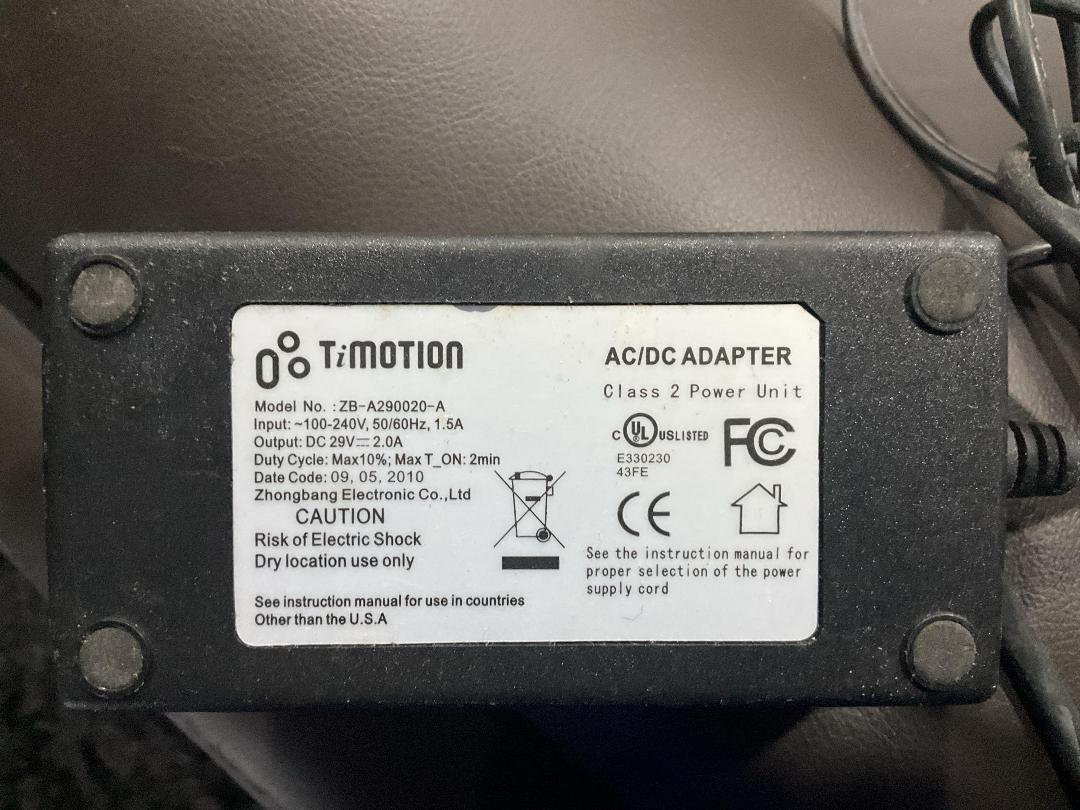 TiMOTION
Model No. :ZB-A290020-A
Input: ~100-240V, 50/60Hz, 1.5A
Output: DC 29V⎓2.0A
Duty Cycle: Max10%; Max T_ON: 2min
Date Code: 09, 05, 2010
Zhongbang Electronic Co.,Ltd
CAUTION
Risk of Electric Shock
Dry location use only
See instruction manual for use in countries
Other than the U.S.A
AC/DC ADAPTER
Class 2 Power Unit
C UL US LISTED
FC
E330230
43FE
CE
See the instruction manual for
proper selection of the power
supply cord